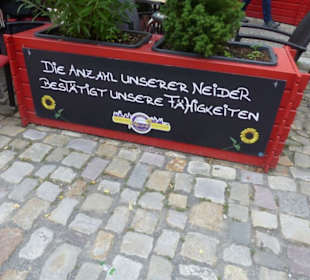 DIE ANZAHL UNSERER NEIDER
BESTÄTIGT UNSERE FÄHIGKEITEN